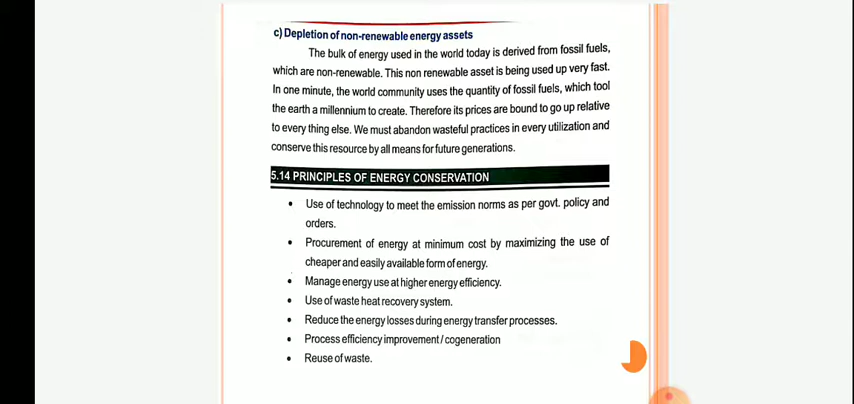 c) Depletion of non-renewable energy assets
The bulk of energy used in the world today is derived from fossil fuels,
which are non-renewable. This non renewable asset is being used up very fast.
In one minute, the world community uses the quantity of fossil fuels, which tool
the earth a millennium to create. Therefore its prices are bound to go up relative
to every thing else. We must abandon wasteful practices in every utilization and
conserve this resource by all means for future generations.
5.14 PRINCIPLES OF ENERGY CONSERVATION
• Use of technology to meet the emission norms as per govt. policy and
orders.
• Procurement of energy at minimum cost by maximizing the use of
cheaper and easily available form of energy.
• Manage energy use at higher energy efficiency.
• Use of waste heat recovery system.
• Reduce the energy losses during energy transfer processes.
• Process efficiency improvement / cogeneration
• Reuse of waste.